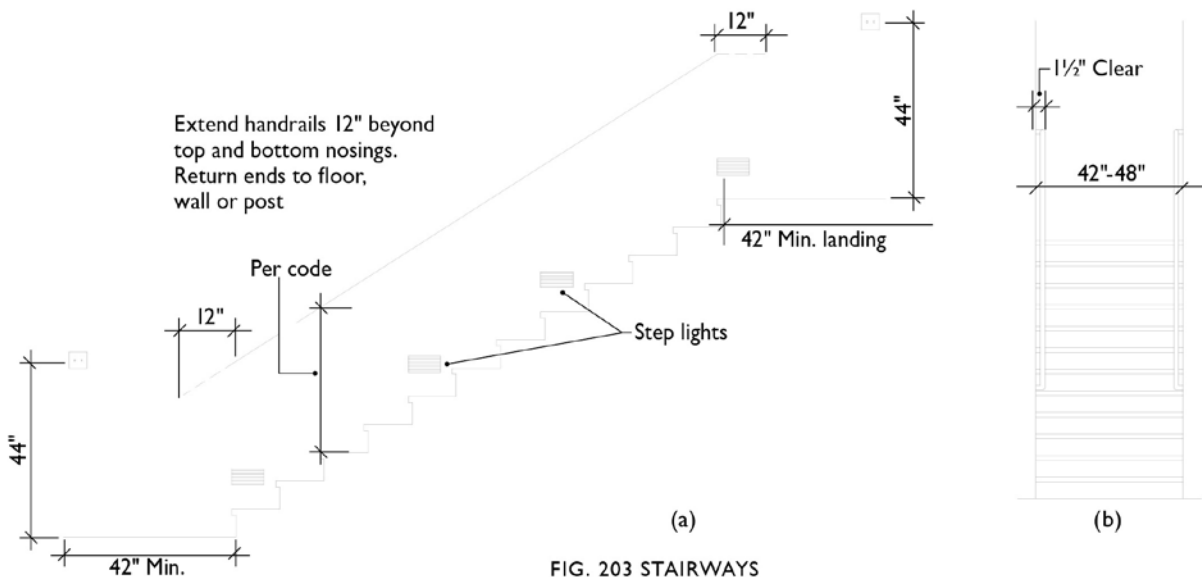 12"
1½" Clear
44"
Extend handrails 12" beyond
top and bottom nosings.
Return ends to floor,
wall or post
42"-48"
42" Min. landing
Per code
12"
Step lights
44"
(a)
(b)
42" Min.
FIG. 203 STAIRWAYS